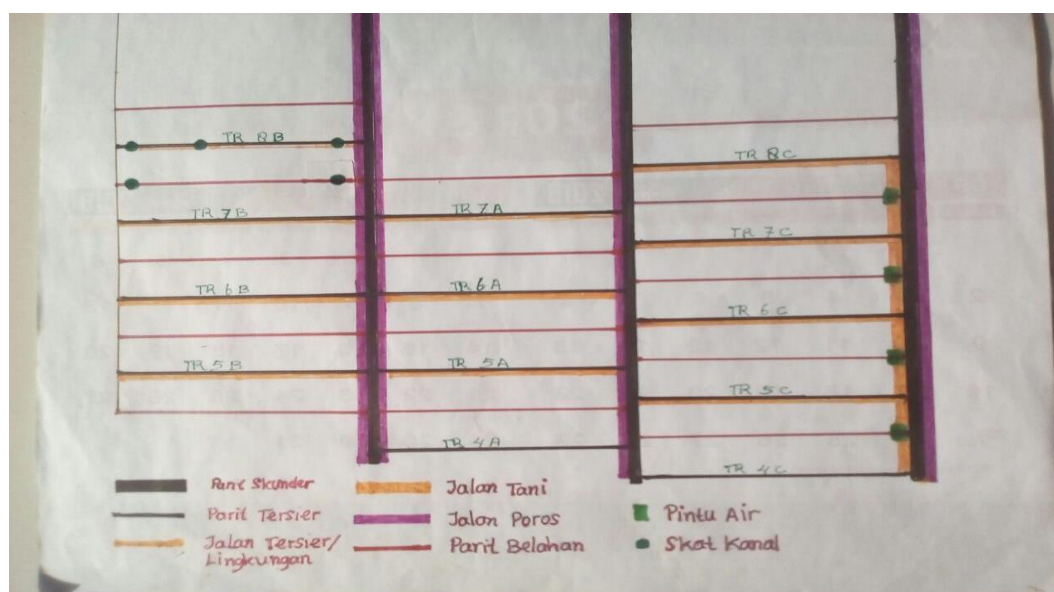 TR 8B
TR 8C
TR 7B
TR 7A
TR 7C
TR 6B
TR 6A
TR 6C
TR 5B
TR 5A
TR 5C
TR 4A
TR 4C
Parit Skunder
Parit Tersier
Jalan Tersier/
Lingkungan
Jalan Tani
Jalan Poros
Parit Belahan
Pintu Air
Skat Kanal